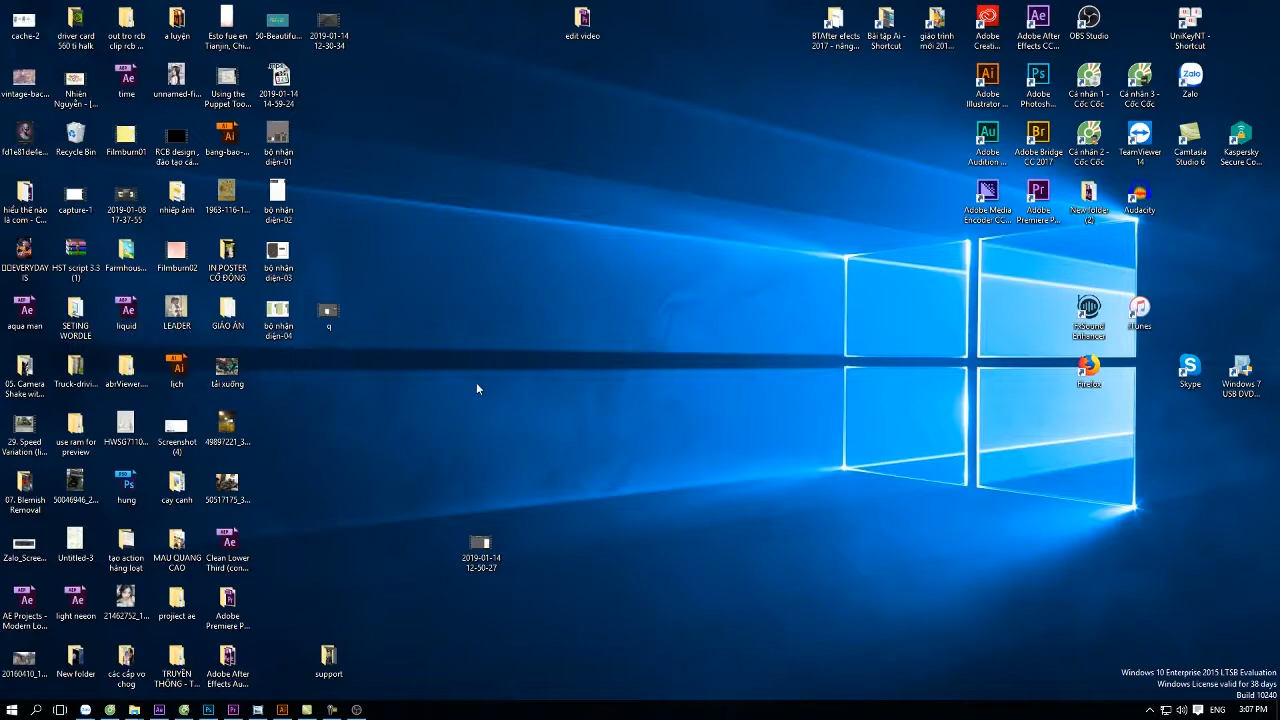 cache-2
driver card
560 ti halk
out tro rcb
clip rcb ...
a luyện
Esto fue en
Tianjin, Chi...
50-Beautifu...
2019-01-14
12-30-34
edit video
BTAfter efects
2017 - nâng...
Bài tập Ai -
Shortcut
giáo trình
mới 201...
Adobe
Creati...
Adobe After
Effects CC...
OBS Studio
UniKeyNT -
Shortcut
vintage-bac...
Nhiên
Nguyễn - [...
time
unnamed-fi...
Using the
Puppet Too...
2019-01-14
14-59-24
Adobe
Illustrator ...
Adobe
Photosh...
Cá nhân 1 -
Cốc Cốc
Cá nhân 3 -
Cốc Cốc
Zalo
fd1e81de4e...
Recycle Bin
Filmburn01
RCB design ,
đào tạo cá...
bang-bao-...
bộ nhận
diện-01
Adobe
Audition ...
Adobe Bridge
CC 2017
Cá nhân 2 -
Cốc Cốc
TeamViewer
14
Camtasia
Studio 6
Kaspersky
Secure Co...
hiểu thế nào
là com - C...
capture-1
2019-01-08
17-37-55
nhiếp ảnh
1963-116-1...
bộ nhận
diện-02
Adobe Media
Encoder CC...
Adobe
Premiere P...
New folder
(2)
Audacity
EVERYDAY
IS
HST script 3.3
(1)
Farmhous...
Filmburn02
IN POSTER
CỔ ĐỘNG
bộ nhận
diện-03
aqua man
SETING
WORDLE
liquid
LEADER
GIÁO ÁN
bộ nhận
diện-04
q
FxSound
Enhancer
iTunes
05. Camera
Shake wit...
Truck-drivi...
abrViewer...
lịch
tải xuống
Firefox
Skype
Windows 7
USB DVD...
29. Speed
Variation (li...
use ram for
preview
HWSG7110...
Screenshot
(4)
49897221_3...
07. Blemish
Removal
50046946_2...
hung
cay canh
50517175_3...
Zalo_Scree...
Untitled-3
tạo action
hàng loạt
MAU QUANG
CAO
Clean Lower
Third (con...
2019-01-14
12-50-27
AE Projects -
Modern Lo...
light neeon
21462752_1...
project ae
Adobe
Premiere P...
20160410_1...
New folder
các cấp vo
chog
TRUYỀN
THÔNG - T...
Adobe After
Effects Au...
support
Windows 10 Enterprise 2015 LTSB Evaluation
Windows License valid for 38 days
Build 10240
ENG
3:07 PM